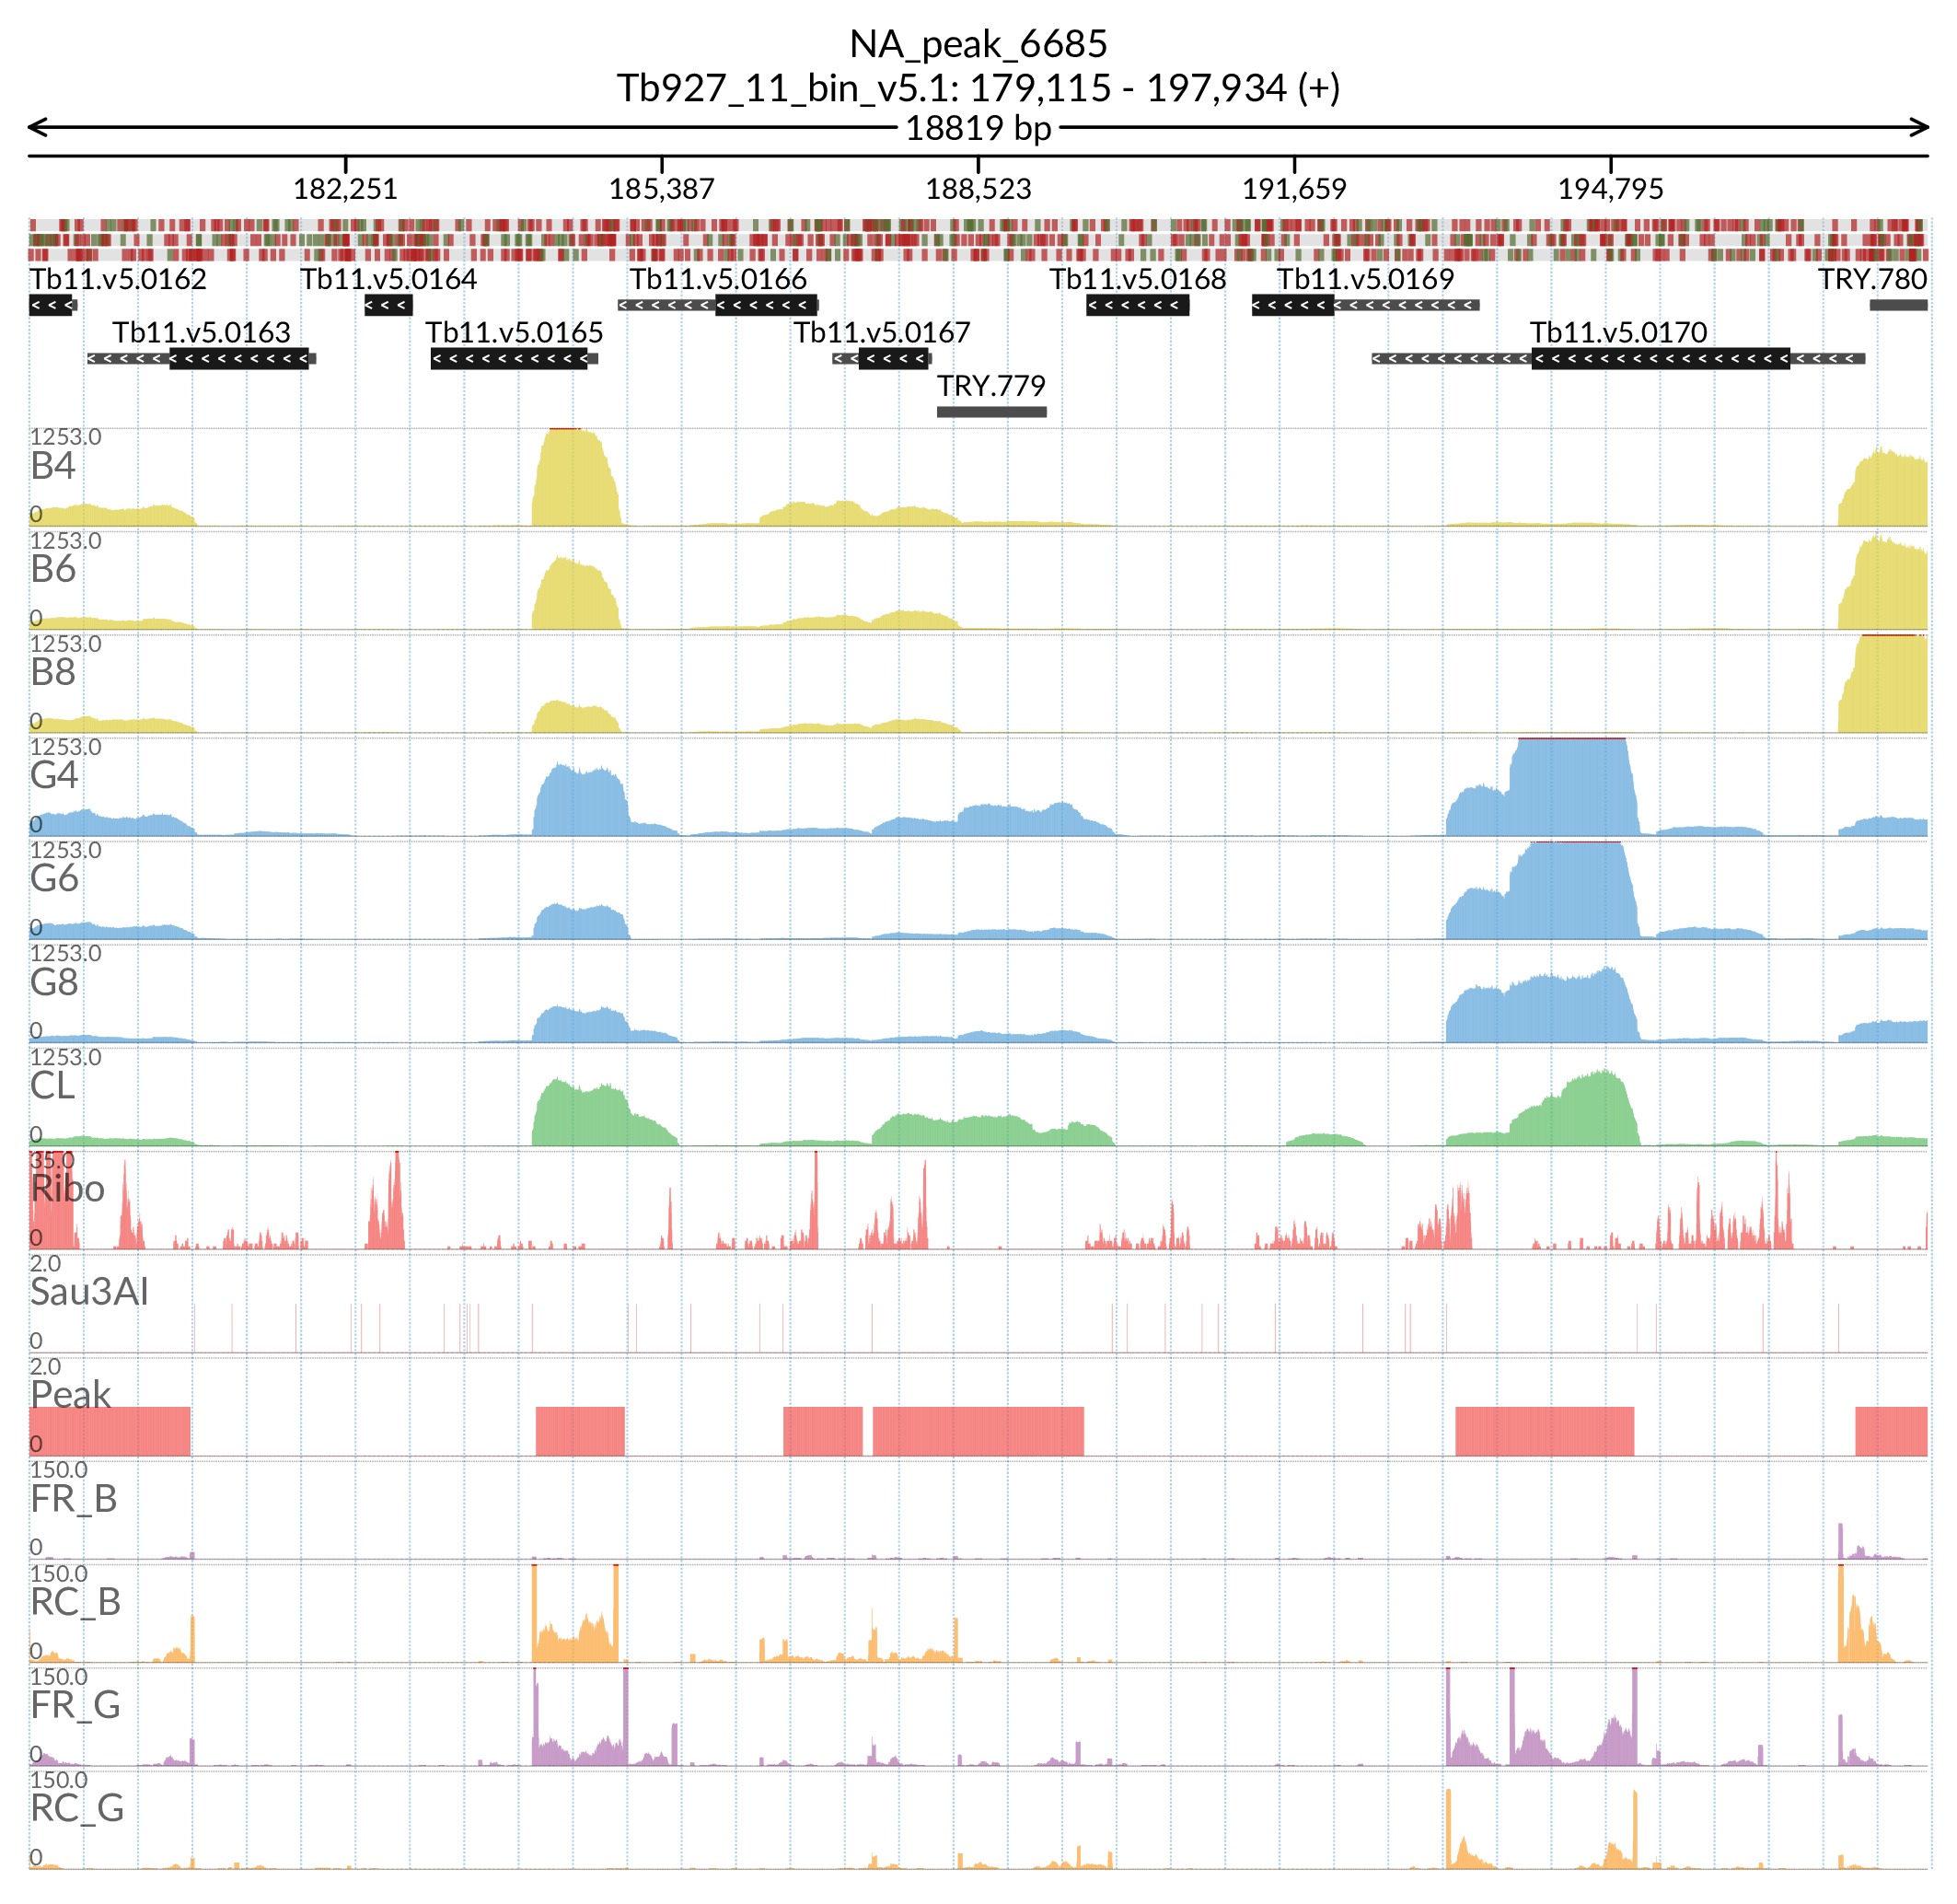 NA_peak_6685
Tb927_11_bin_v5.1: 179,115 - 197,934 (+)
18819 bp
182,251 185,387 188,523 191,659 194,795
Tb11.v5.0162 Tb11.v5.0164 Tb11.v5.0166 Tb11.v5.0168 Tb11.v5.0169 TRY.780
Tb11.v5.0163 Tb11.v5.0165 Tb11.v5.0167 Tb11.v5.0170
TRY.779
1253.0
B4
0
1253.0
B6
0
1253.0
B8
0
1253.0
G4
0
1253.0
G6
0
1253.0
G8
0
1253.0
CL
0
35.0
Ribo
0
2.0
Sau3AI
0
2.0
Peak
0
150.0
FR_B
0
150.0
RC_B
0
150.0
FR_G
0
150.0
RC_G
0